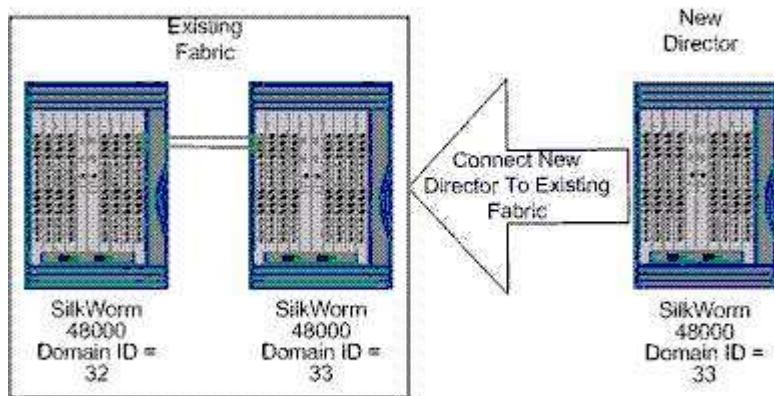 Existing
Fabric
New
Director
Connect New
Director To Existing
Fabric
SilkWorm
48000
Domain ID =
32
SilkWorm
48000
Domain ID =
33
SilkWorm
48000
Domain ID =
33